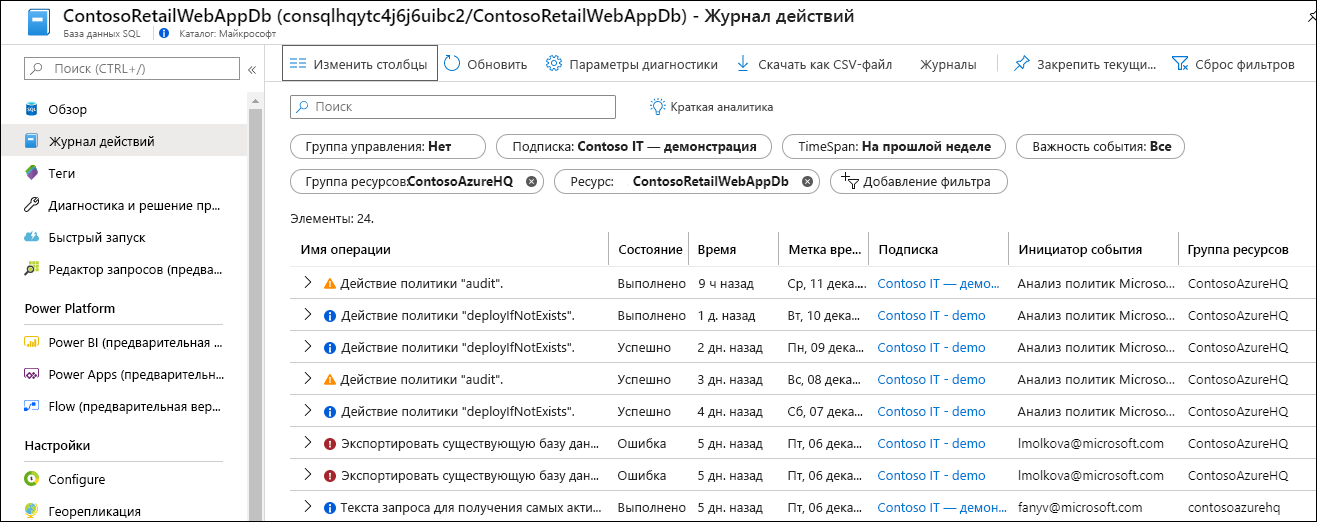 ContosoRetailWebAppDb (consqlhqytc4j6j6uibc2/ContosoRetailWebAppDb) - Журнал действий
База данных SQL Каталог: Майкрософт
Поиск (CTRL+/)
Обзор
Журнал действий
Теги
Диагностика и решение пр...
Быстрый запуск
Редактор запросов (предва...
Power Platform
Power BI (предварительная ...
Power Apps (предварительн...
Flow (предварительная вер...
Настройки
Configure
Георепликация
Изменить столбцы Обновить Параметры диагностики Скачать как CSV-файл Журналы Закрепить текущи... Сброс фильтров
Поиск Краткая аналитика
Группа управления: Нет Подписка: Contoso IT — демонстрация TimeSpan: На прошлой неделе Важность события: Все
Группа ресурсов:ContosoAzureHQ Ресурс: ContosoRetailWebAppDb Добавление фильтра
Элементы: 24.
Имя операции Состояние Время Метка вре... Подписка Инициатор события Группа ресурсов
Действие политики "audit". Выполнено 9 ч назад Ср, 11 дека... Contoso IT — демо... Анализ политик Microso... ContosoAzureHQ
Действие политики "deployIfNotExists". Выполнено 1 д. назад Вт, 10 дека... Contoso IT - demo Анализ политик Microso... ContosoAzureHQ
Действие политики "deployIfNotExists". Успешно 2 дн. назад Пн, 09 дека... Contoso IT - demo Анализ политик Microso... ContosoAzureHQ
Действие политики "audit". Успешно 3 дн. назад Вс, 08 дека... Contoso IT - demo Анализ политик Microso... ContosoAzureHQ
Действие политики "deployIfNotExists". Успешно 4 дн. назад Сб, 07 дека... Contoso IT - demo Анализ политик Microso... ContosoAzureHQ
Экспортировать существующую базу дан... Ошибка 5 дн. назад Пт, 06 дека... Contoso IT - demo lmolkova@microsoft.com ContosoAzureHQ
Экспортировать существующую базу дан... Ошибка 5 дн. назад Пт, 06 дека... Contoso IT - demo lmolkova@microsoft.com ContosoAzureHQ
Текста запроса для получения самых акти... Выполнено 5 дн. назад Пт, 06 дека... Contoso IT — демон... fanyv@microsoft.com contosoazurehq